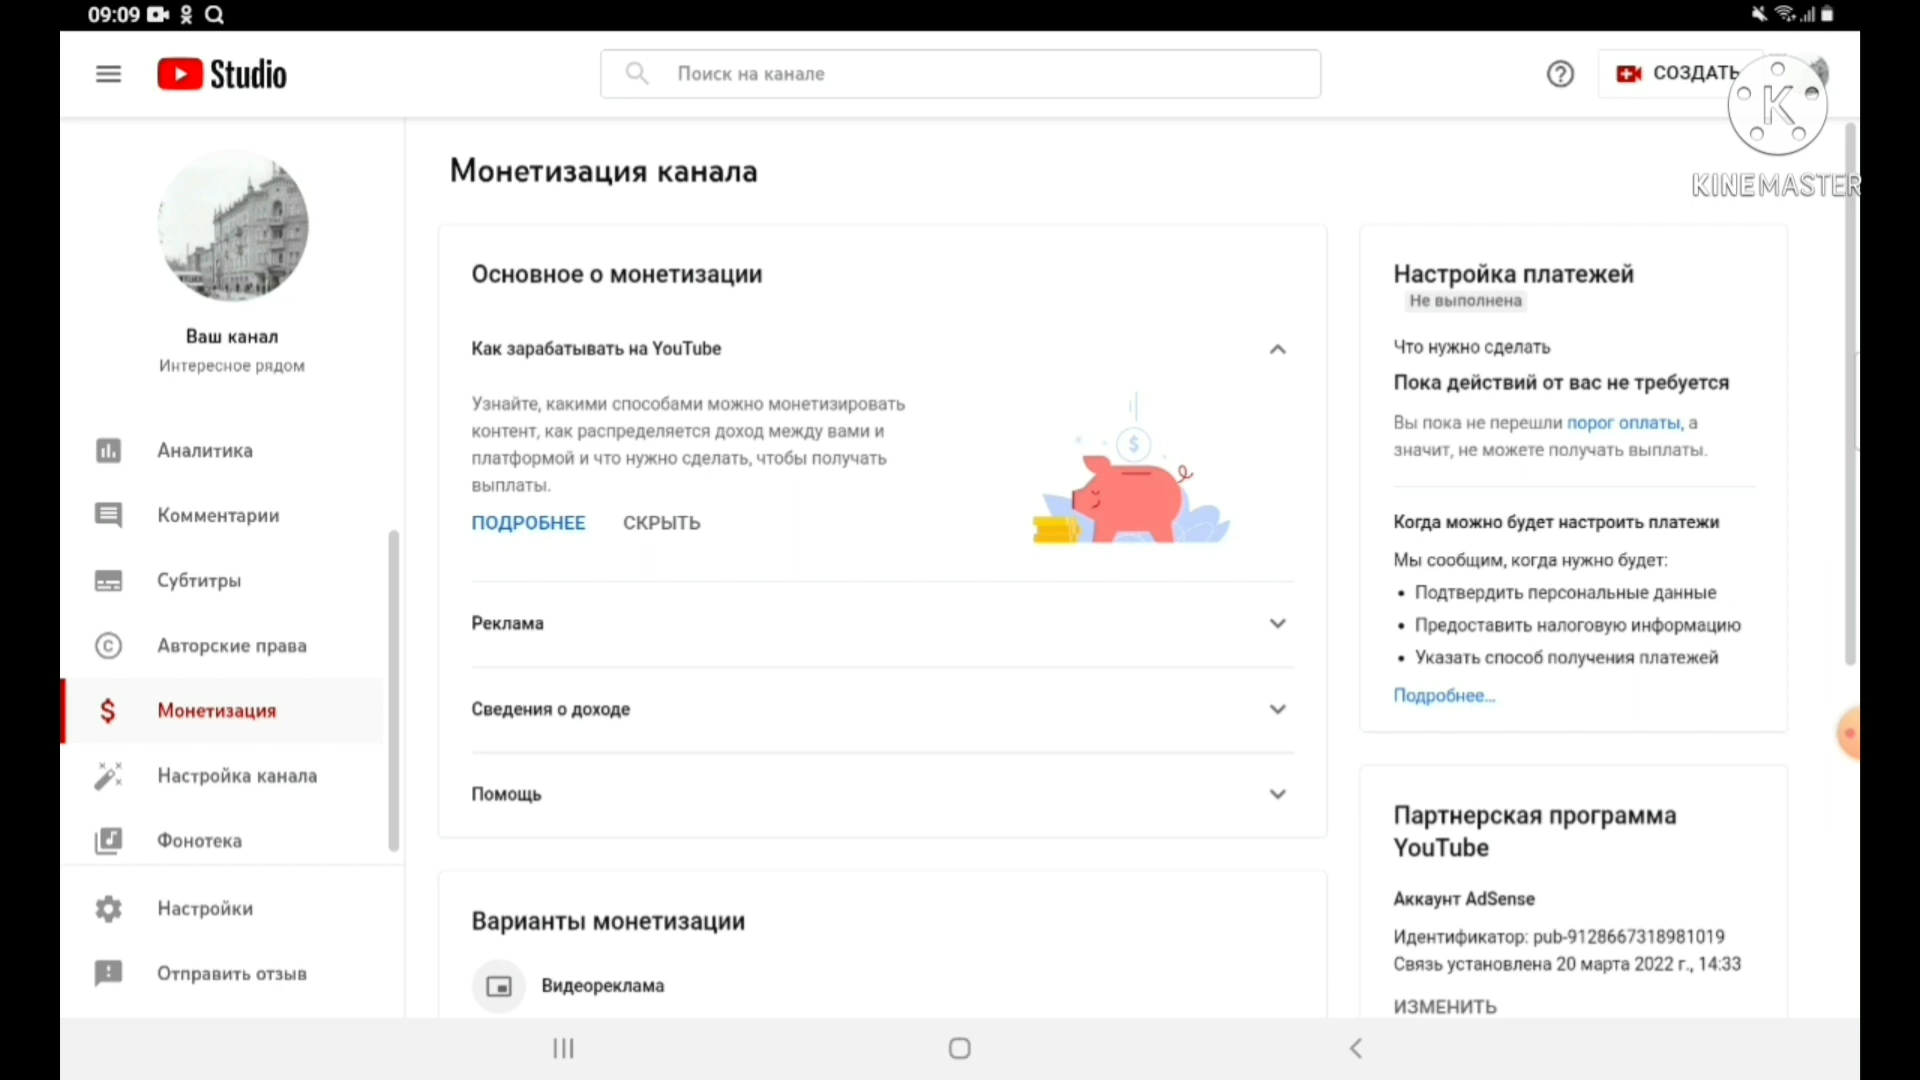 09:09
Studio
Поиск на канале
СОЗДАТЬ
K
KINEMASTER
Ваш канал
Интересное рядом
Аналитика
Комментарии
Субтитры
Авторские права
Монетизация
Настройка канала
Фонотека
Настройки
Отправить отзыв
Монетизация канала
Основное о монетизации
Как зарабатывать на YouTube
Узнайте, какими способами можно монетизировать
контент, как распределяется доход между вами и
платформой и что нужно сделать, чтобы получать
выплаты.
ПОДРОБНЕЕ СКРЫТЬ
Реклама
Сведения о доходе
Помощь
Варианты монетизации
Видеореклама
Настройка платежей
Не выполнена
Что нужно сделать
Пока действий от вас не требуется
Вы пока не перешли порог оплаты, а
значит, не можете получать выплаты.
Когда можно будет настроить платежи
Мы сообщим, когда нужно будет:
• Подтвердить персональные данные
• Предоставить налоговую информацию
• Указать способ получения платежей
Подробнее...
Партнерская программа
YouTube
Аккаунт AdSense
Идентификатор: pub-9128667318981019
Связь установлена 20 марта 2022 г., 14:33
ИЗМЕНИТЬ